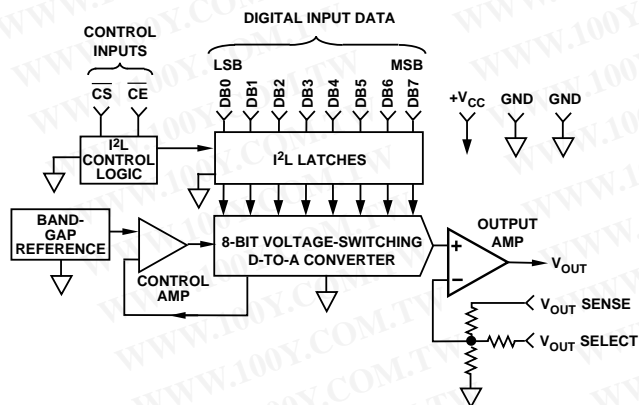 DIGITAL INPUT DATA
CONTROL
INPUTS
LSB
MSB
CS
CE
DB0
DB1
DB2
DB3
DB4
DB5
DB6
DB7
+VCC
GND
GND
I2L
CONTROL
LOGIC
I2L LATCHES
BAND-
GAP
REFERENCE
CONTROL
AMP
8-BIT VOLTAGE-SWITCHING
D-TO-A CONVERTER
OUTPUT
AMP
+
–
VOUT
VOUT SENSE
VOUT SELECT
WWW.100Y.COM.TW